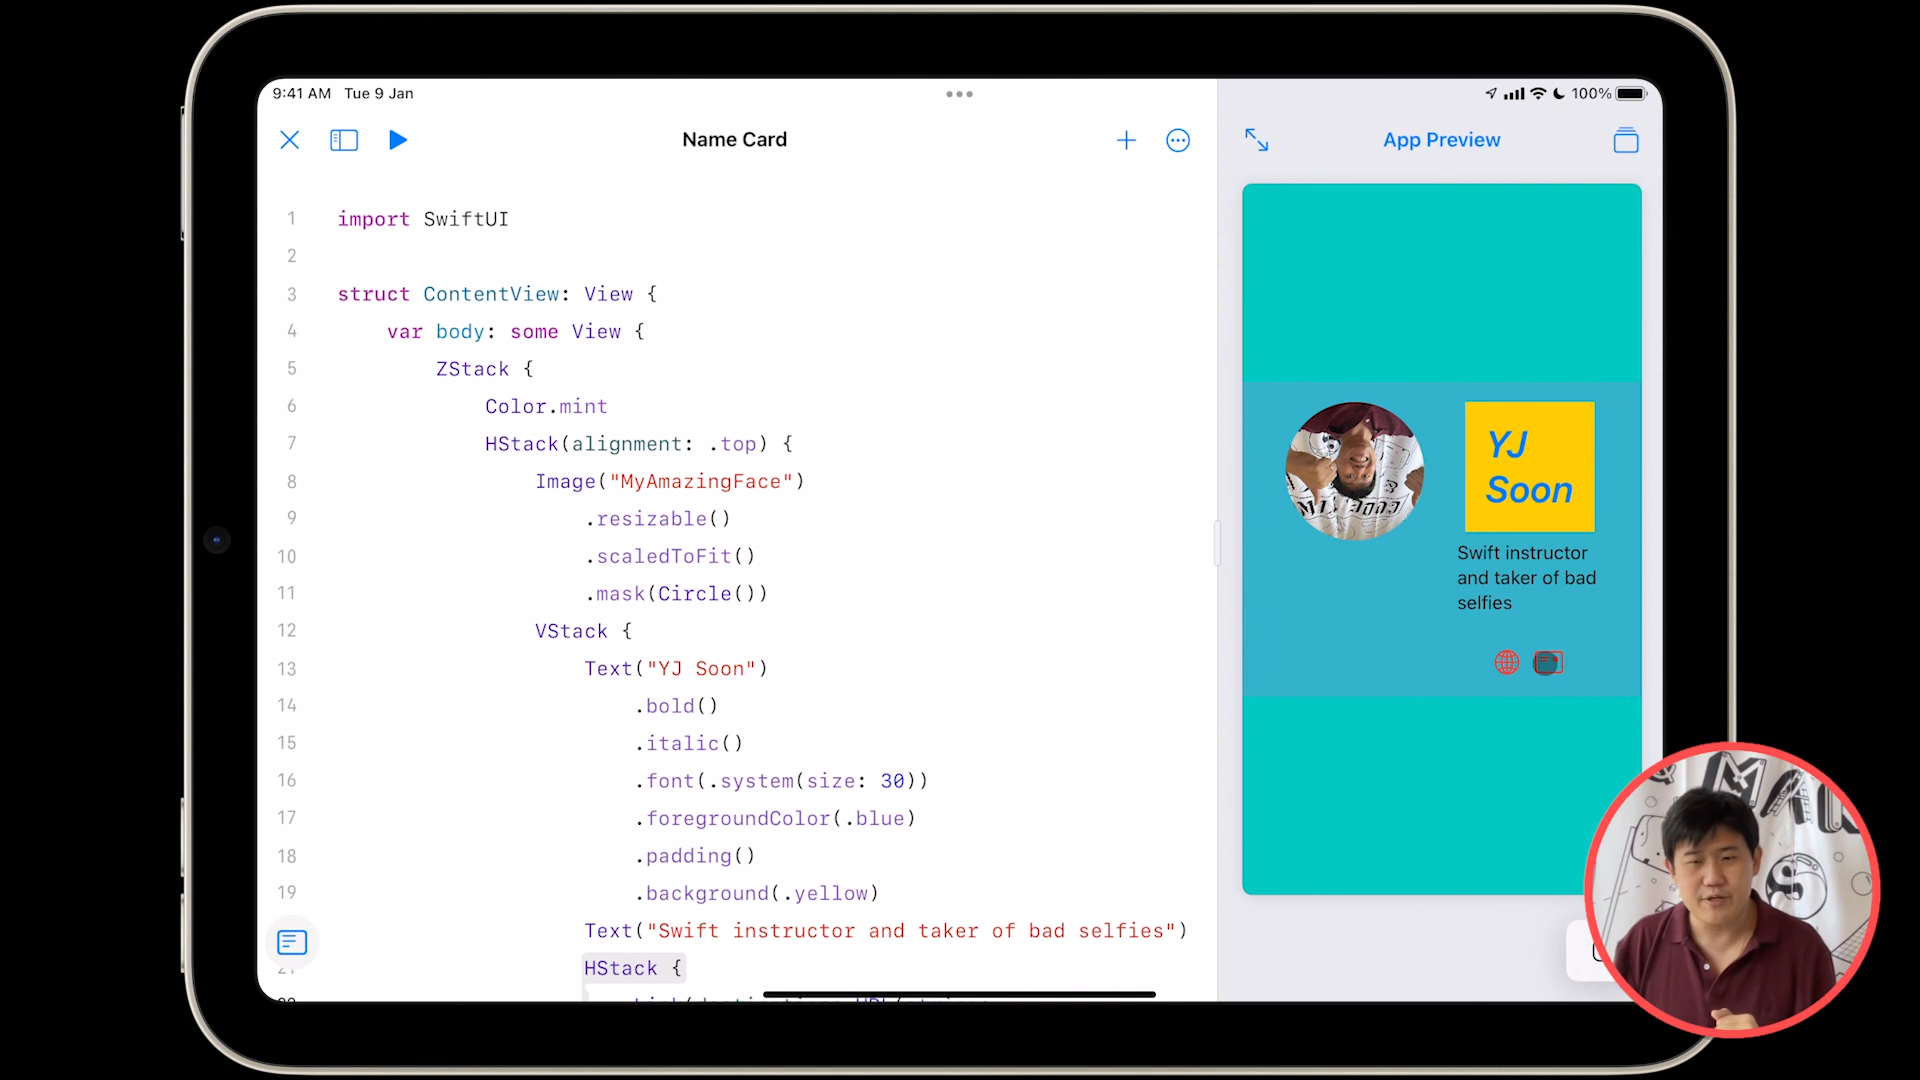 9:41 AM Tue 9 Jan
100%
Name Card
App Preview
1 import SwiftUI
2
3 struct ContentView: View {
4 var body: some View {
5 ZStack {
6 Color.mint
7 HStack(alignment: .top) {
8 Image("MyAmazingFace")
9 .resizable()
10 .scaledToFit()
11 .mask(Circle())
12 VStack {
13 Text("YJ Soon")
14 .bold()
15 .italic()
16 .font(.system(size: 30))
17 .foregroundColor(.blue)
18 .padding()
19 .background(.yellow)
Text("Swift instructor and taker of bad selfies")
21 HStack {
YJ
Soon
Swift instructor
and taker of bad
selfies